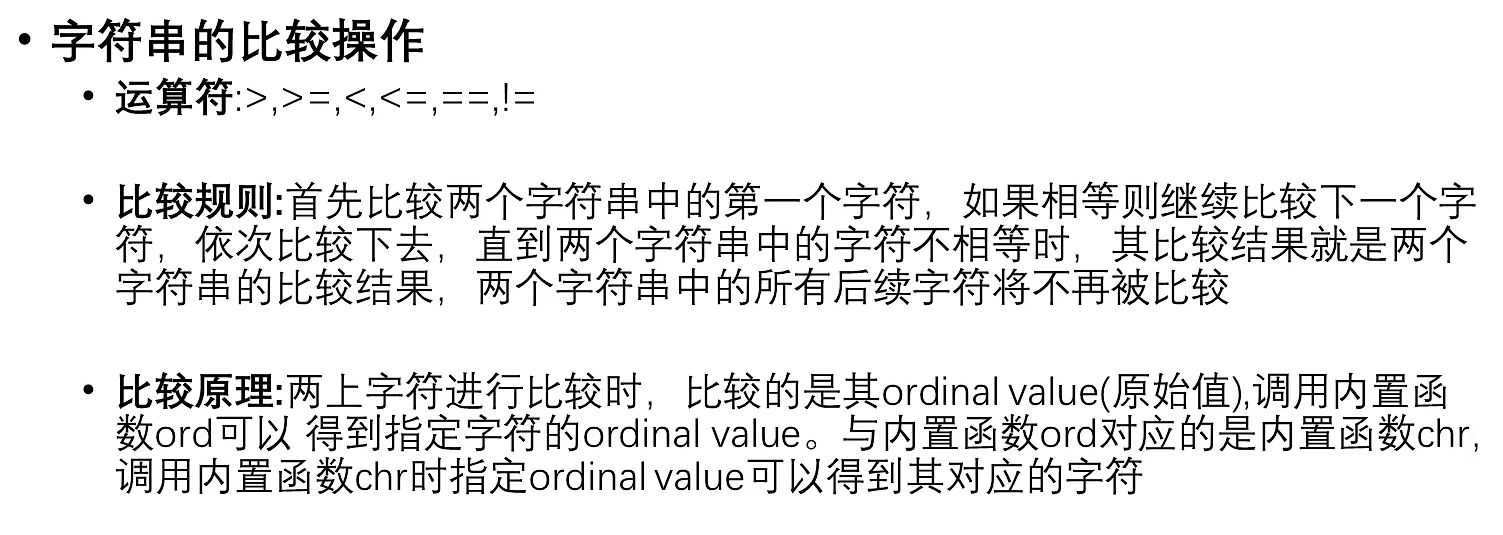 • 字符串的比较操作
• 运算符:>,>=,<,<=,==,!=
• 比较规则:首先比较两个字符串中的第一个字符，如果相等则继续比较下一个字
符，依次比较下去，直到两个字符串中的字符不相等时，其比较结果就是两个
字符串的比较结果，两个字符串中的所有后续字符将不再被比较
• 比较原理:两上字符进行比较时，比较的是其ordinal value(原始值),调用内置函
数ord可以 得到指定字符的ordinal value。与内置函数ord对应的是内置函数chr,
调用内置函数chr时指定ordinal value可以得到其对应的字符